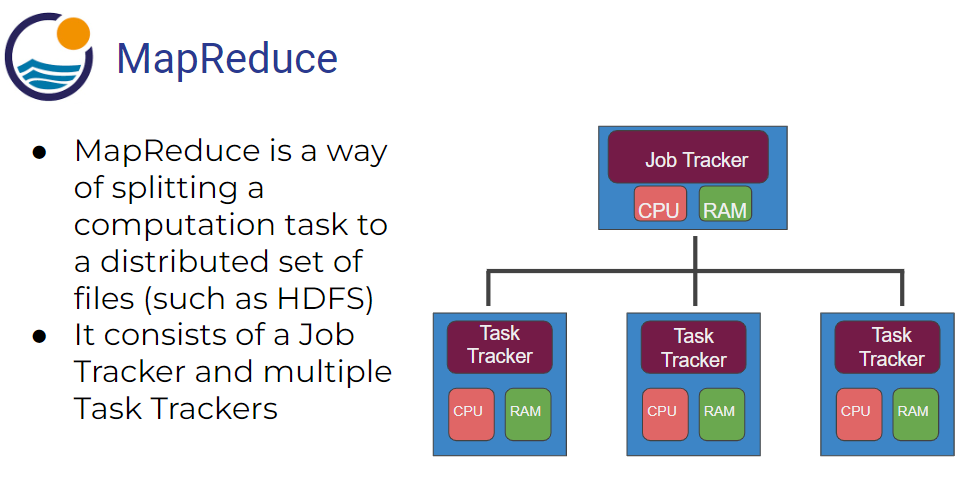 MapReduce
● MapReduce is a way
of splitting a
computation task to
a distributed set of
files (such as HDFS)
● It consists of a Job
Tracker and multiple
Task Trackers
Job Tracker
CPU RAM
Task
Tracker
CPU RAM
Task
Tracker
CPU RAM
Task
Tracker
CPU RAM